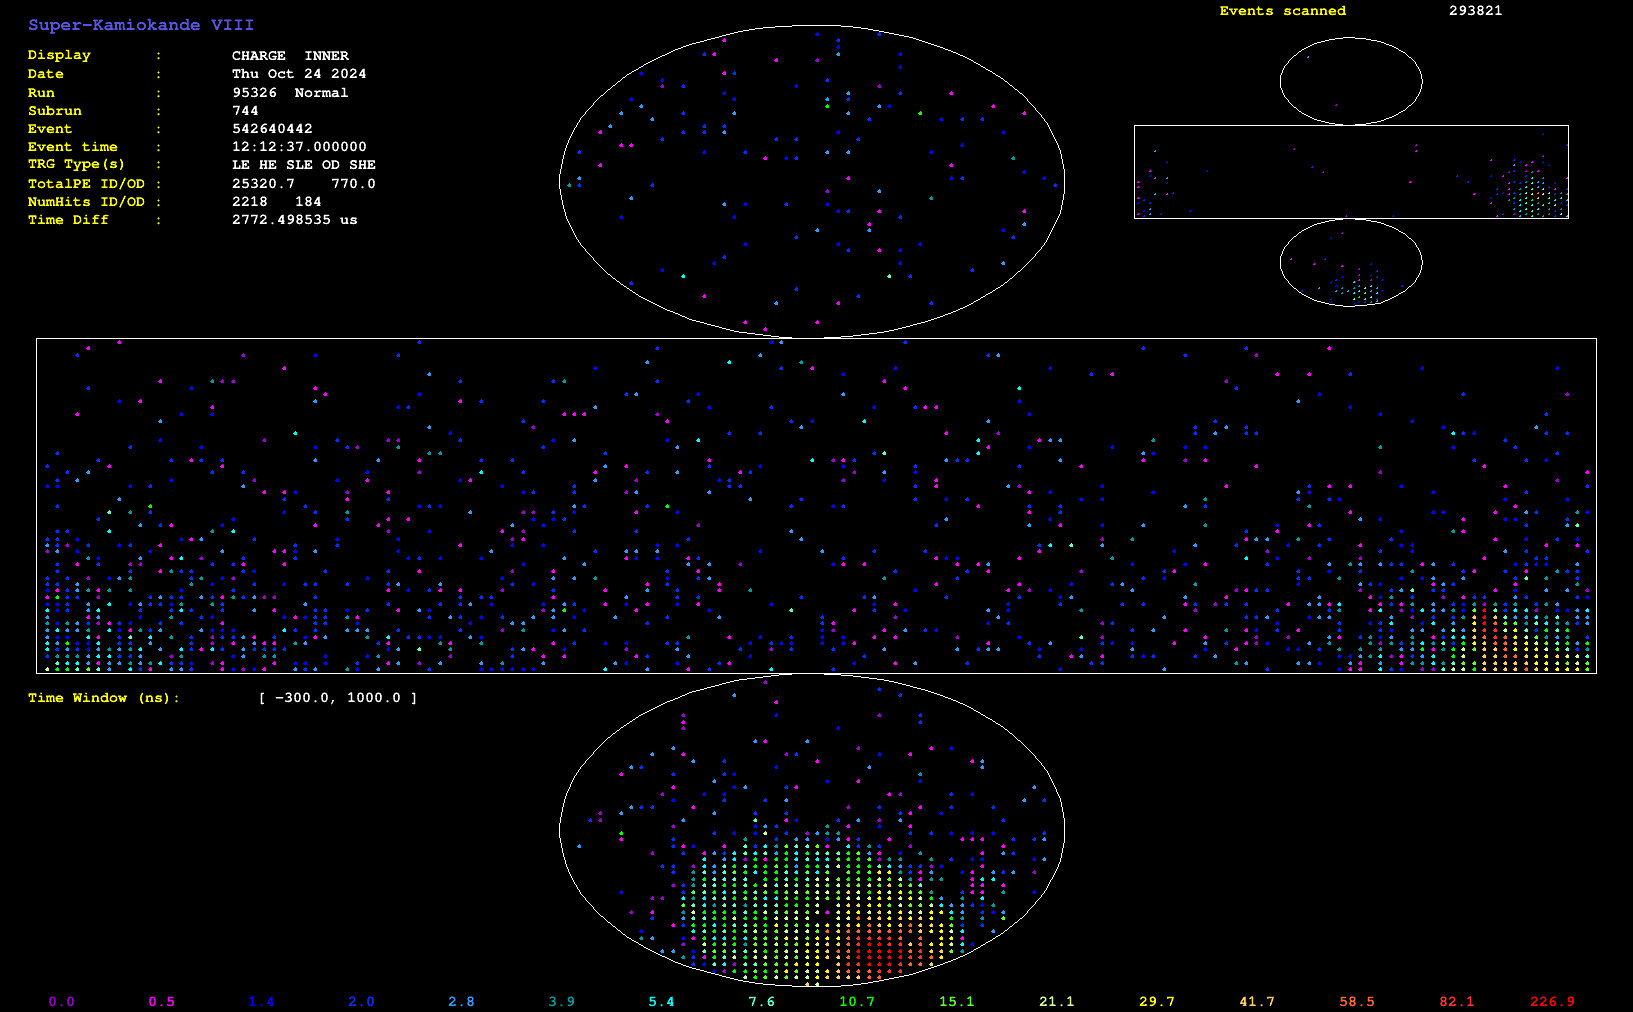 Super-Kamiokande VIII
Display : CHARGE INNER
Date : Thu Oct 24 2024
Run : 95326 Normal
Subrun : 744
Event : 542640442
Event time : 12:12:37.000000
TRG Type(s) : LE HE SLE OD SHE
TotalPE ID/OD : 25320.7 770.0
NumHits ID/OD : 2218 184
Time Diff : 2772.498535 us
Events scanned 293821
Time Window (ns): [ −300.0, 1000.0 ]
0.0 0.5 1.4 2.0 2.8 3.9 5.4 7.6 10.7 15.1 21.1 29.7 41.7 58.5 82.1 226.9